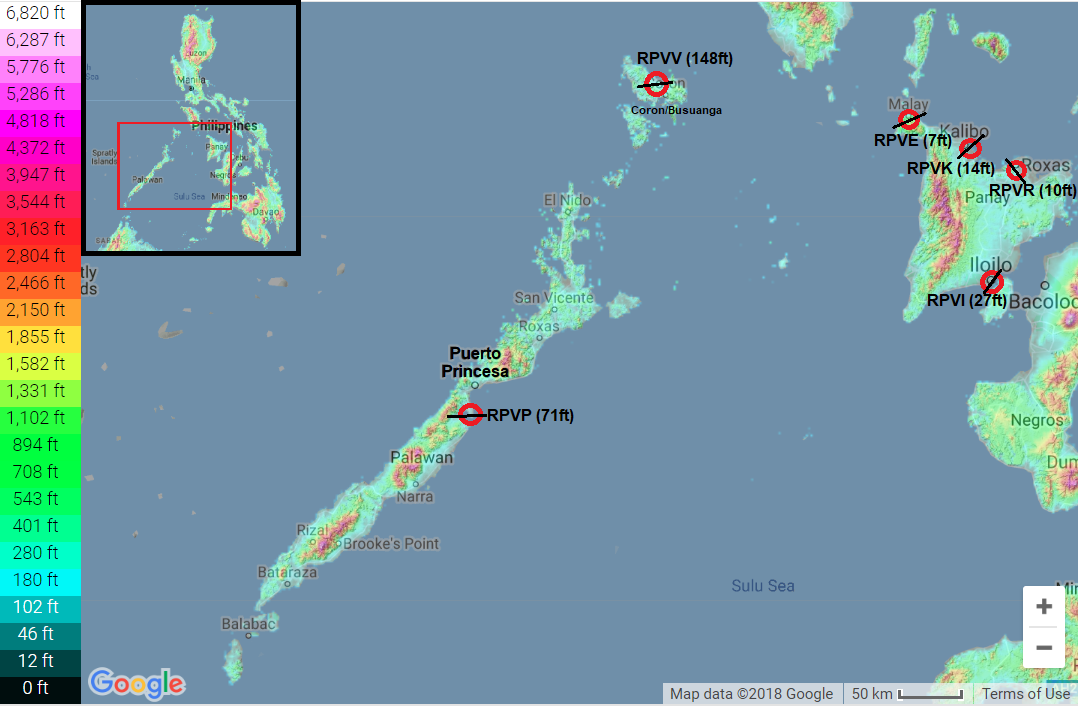 6,820 ft
6,287 ft
5,776 ft
5,286 ft
4,818 ft
4,372 ft
3,947 ft
3,544 ft
3,163 ft
2,804 ft
2,466 ft
2,150 ft
1,855 ft
1,582 ft
1,331 ft
1,102 ft
894 ft
708 ft
543 ft
401 ft
280 ft
180 ft
102 ft
46 ft
12 ft
0 ft
Luzon
Manila
Philippines
Spratly
Islands
Panay
Cebu
Palawan
Negros
Sulu Sea
Mindanao
Davao
tly
ds
RPVV (148ft)
on
Coron/Busuanga
Malay
RPVE (7ft)
Kalibo
RPVK (14ft)
Roxas
RPVR (10ft)
Panay
Iloilo
RPVI (27ft)
Bacoloc
El Nido
San Vicente
Roxas
Puerto
Princesa
RPVP (71ft)
Negros
Palawan
Dum
Narra
Rizal
Brooke's Point
Bataraza
Sulu Sea
Balabac
+
−
Google
Map data ©2018 Google
50 km
Terms of Use